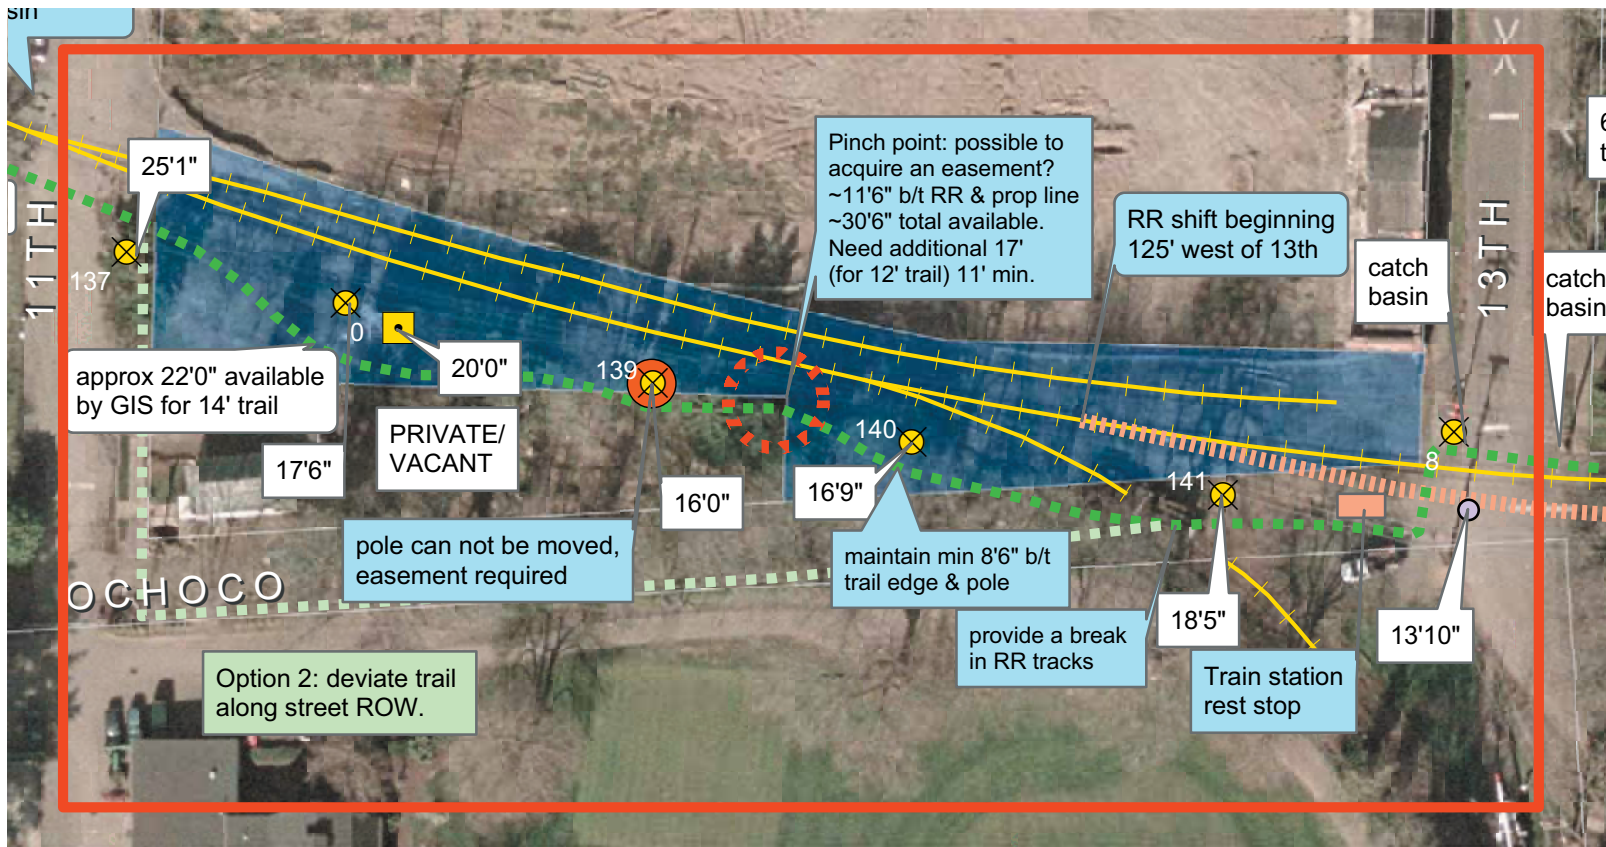 sin
25'1"
Pinch point: possible to
acquire an easement?
~11'6" b/t RR & prop line
~30'6" total available.
Need additional 17'
(for 12' trail) 11' min.
RR shift beginning
125' west of 13th
catch
basin
catch
basin
6
t
11TH
13TH
137
0
20'0"
139
approx 22'0" available
by GIS for 14' trail
PRIVATE/
VACANT
17'6"
140
16'0"
16'9"
141
8
pole can not be moved,
easement required
maintain min 8'6" b/t
trail edge & pole
OCHOCO
provide a break
in RR tracks
18'5"
13'10"
Option 2: deviate trail
along street ROW.
Train station
rest stop